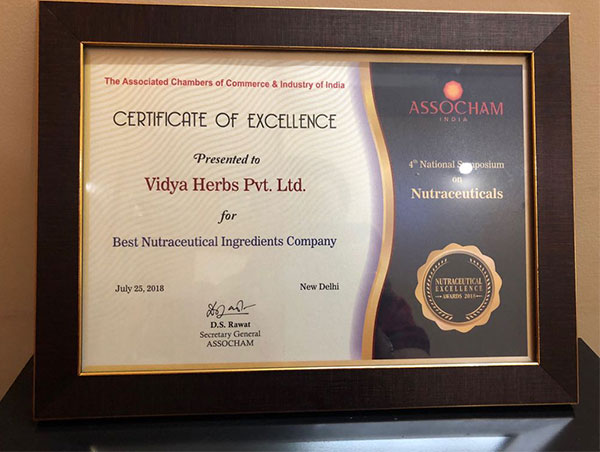 The Associated Chambers of Commerce & Industry of India
CERTIFICATE OF EXCELLENCE
Presented to
Vidya Herbs Pvt. Ltd.
for
Best Nutraceutical Ingredients Company
July 25, 2018 New Delhi
D.S. Rawat
Secretary General
ASSOCHAM
ASSOCHAM
INDIA
4th National Symposium
on
Nutraceuticals
NUTRACEUTICAL
EXCELLENCE
AWARDS 2018